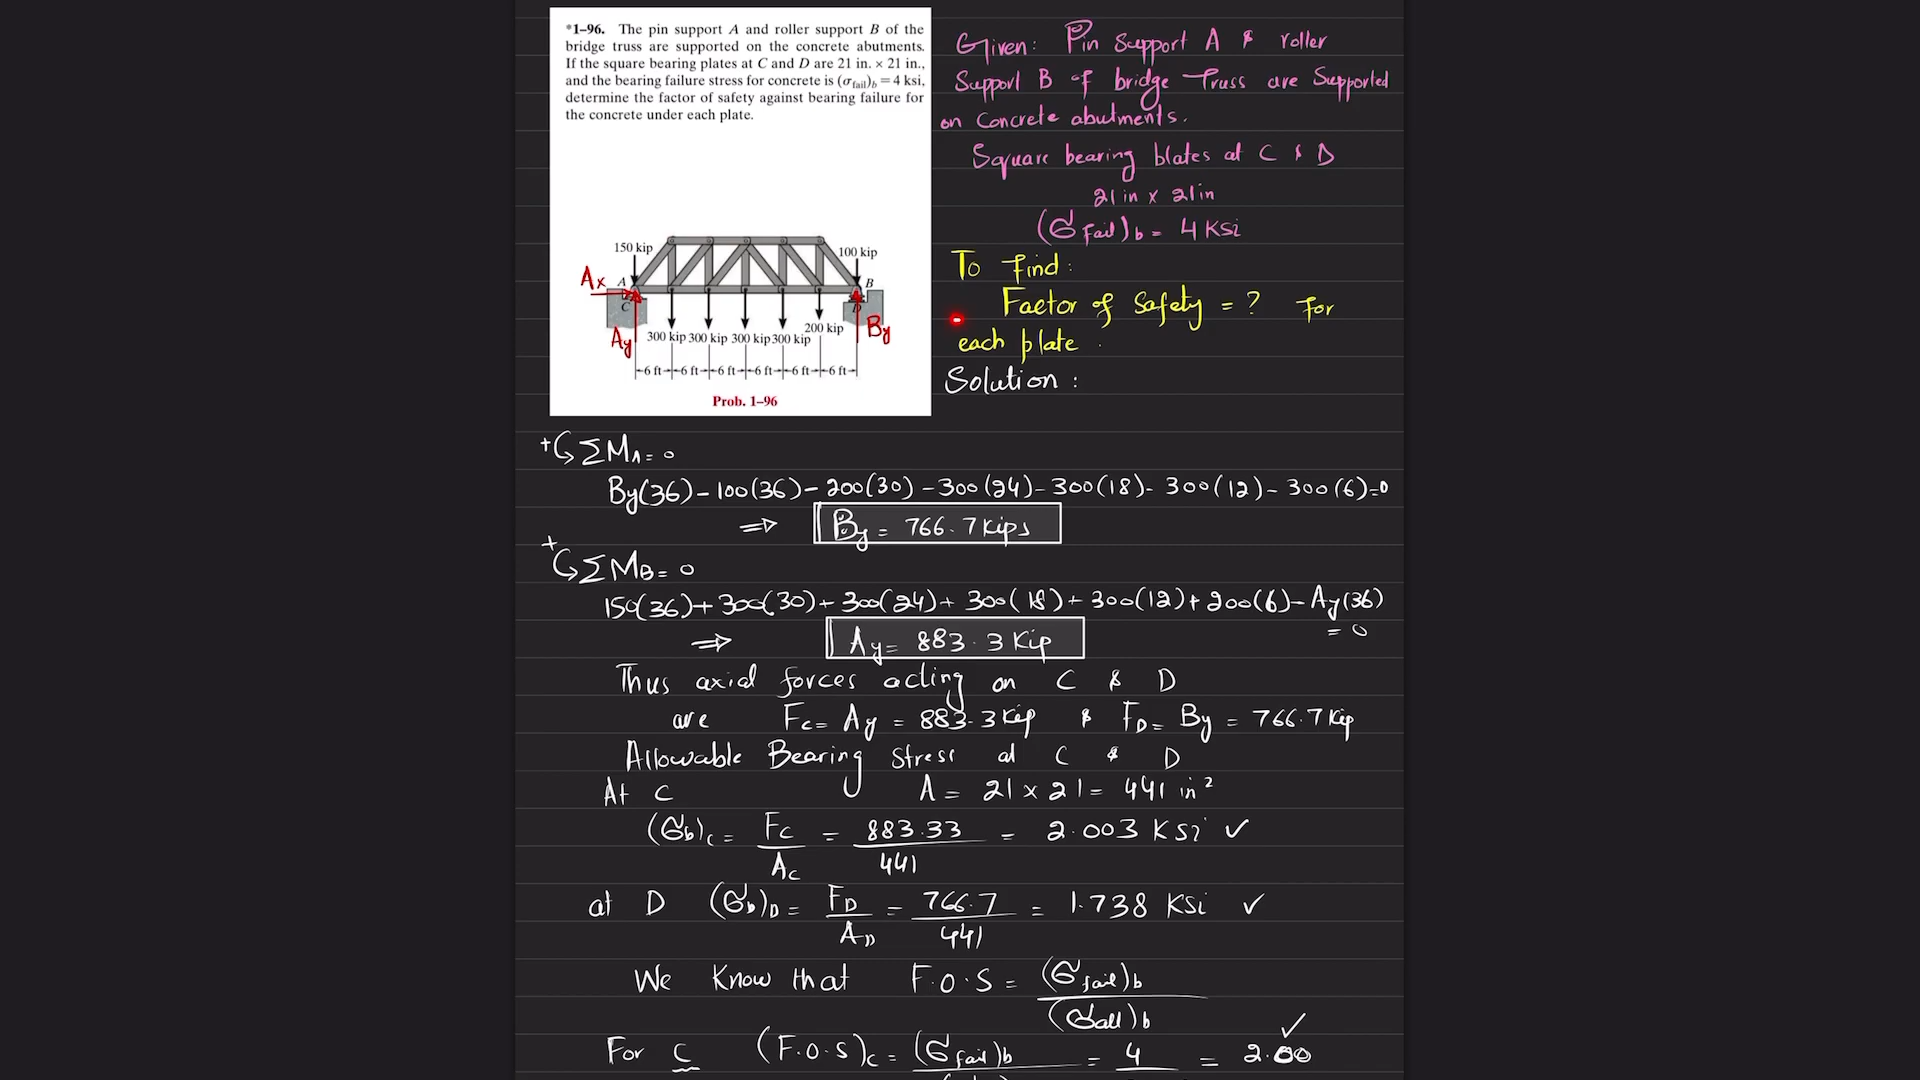 *1–96. The pin support A and roller support B of the
bridge truss are supported on the concrete abutments.
If the square bearing plates at C and D are 21 in. × 21 in.,
and the bearing failure stress for concrete is (σfail)b = 4 ksi,
determine the factor of safety against bearing failure for
the concrete under each plate.
150 kip
100 kip
Ax
A
B
C
D
Ay
By
300 kip 300 kip 300 kip 300 kip
200 kip
6 ft 6 ft 6 ft 6 ft 6 ft 6 ft
Prob. 1–96
Given: Pin Support A & roller
Support B of bridge Truss are Supported
on Concrete abutments.
Square bearing blates at C & D
21in x 21in
(σfail)b = 4 Ksi
To find:
Factor of Safety = ? For
each plate.
Solution:
+↺ ΣMA = 0
By(36) – 100(36) – 200(30) – 300(24) – 300(18) – 300(12) – 300(6) = 0
⇒ By = 766.7 Kips
+↺ ΣMB = 0
150(36) + 300(30) + 300(24) + 300(18) + 300(12) + 200(6) – Ay(36)
= 0
⇒ Ay = 883.3 Kip
Thus axial forces acting on C & D
are Fc = Ay = 883.3 Kip & FD = By = 766.7 Kip
Allowable Bearing Stress at C & D
At C A = 21 x 21 = 441 in²
(σb)c = Fc/Ac = 883.33/441 = 2.003 Ksi ✓
at D (σb)D = FD/AD = 766.7/441 = 1.738 Ksi ✓
We Know that F.O.S = (σfail)b/(σall)b
For C (F.O.S)c = (σfail)b = 4 = 2.00 ✓